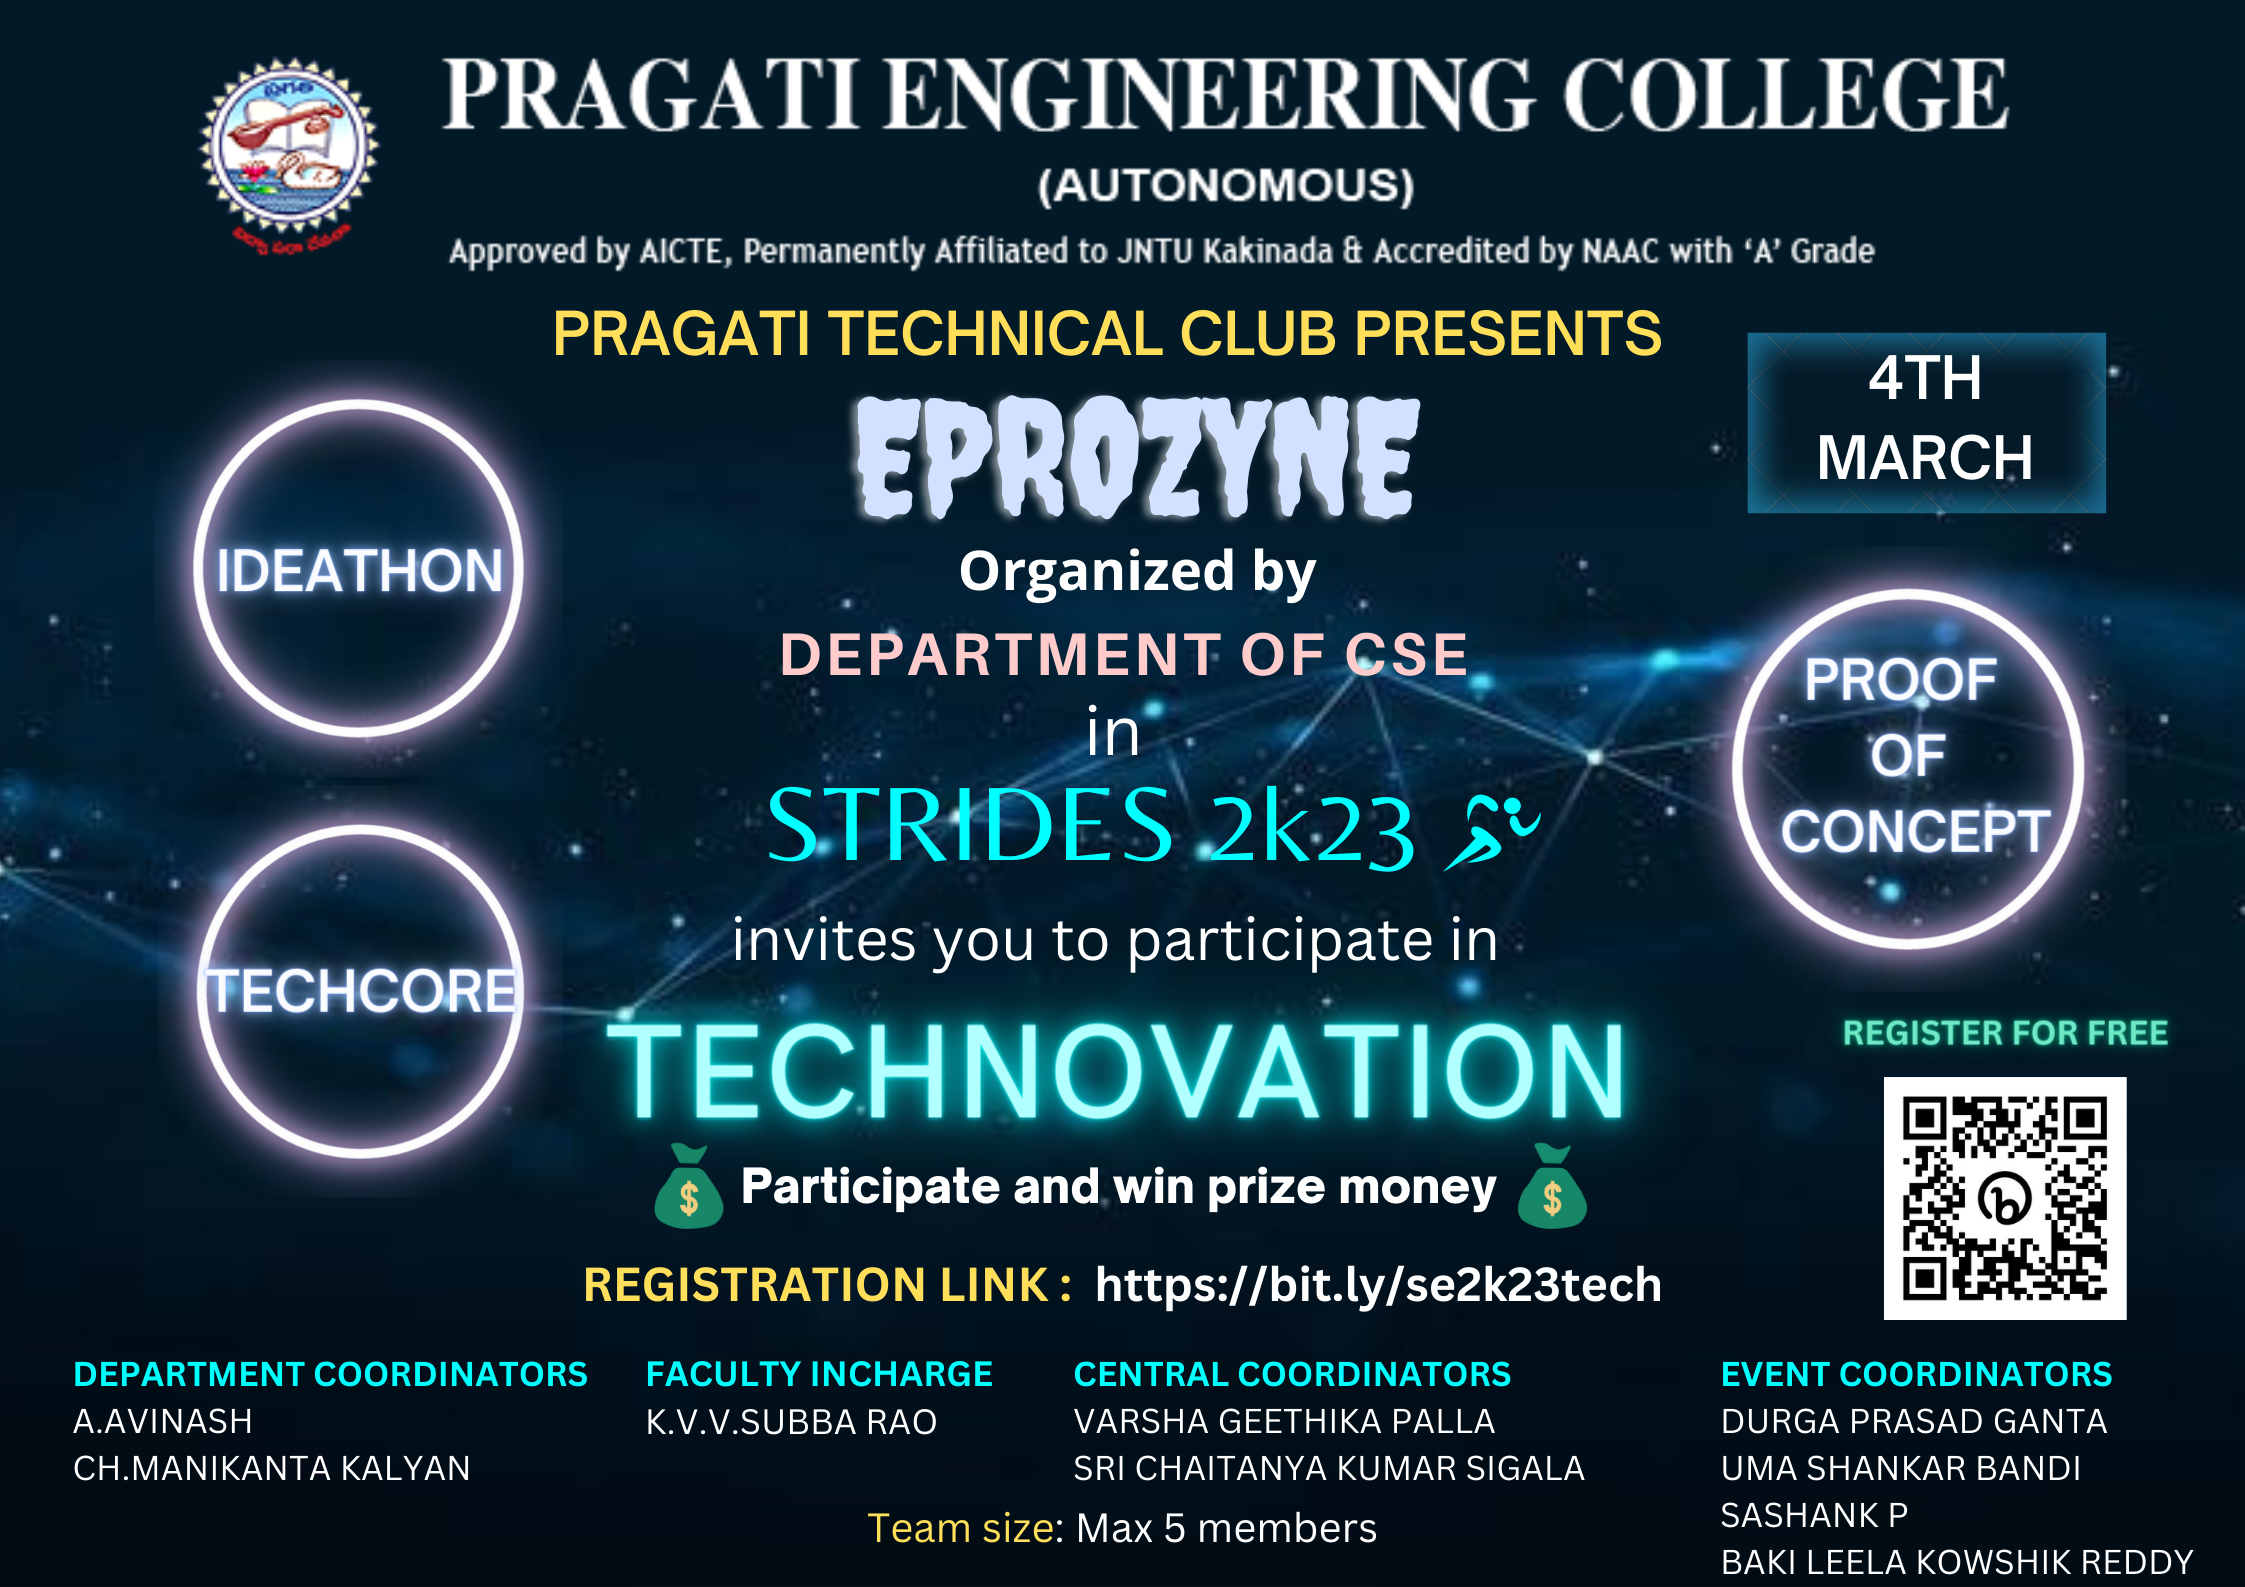 PRAGATI ENGINEERING COLLEGE
(AUTONOMOUS)
Approved by AICTE, Permanently Affiliated to JNTU Kakinada & Accredited by NAAC with ‘A’ Grade
PRAGATI TECHNICAL CLUB PRESENTS
4TH
MARCH
EPROZYNE
IDEATHON
Organized by
DEPARTMENT OF CSE
in
PROOF
OF
CONCEPT
STRIDES 2k23
invites you to participate in
TECHCORE
TECHNOVATION
REGISTER FOR FREE
Participate and win prize money
REGISTRATION LINK : https://bit.ly/se2k23tech
DEPARTMENT COORDINATORS
A.AVINASH
CH.MANIKANTA KALYAN
FACULTY INCHARGE
K.V.V.SUBBA RAO
CENTRAL COORDINATORS
VARSHA GEETHIKA PALLA
SRI CHAITANYA KUMAR SIGALA
EVENT COORDINATORS
DURGA PRASAD GANTA
UMA SHANKAR BANDI
SASHANK P
BAKI LEELA KOWSHIK REDDY
Team size: Max 5 members